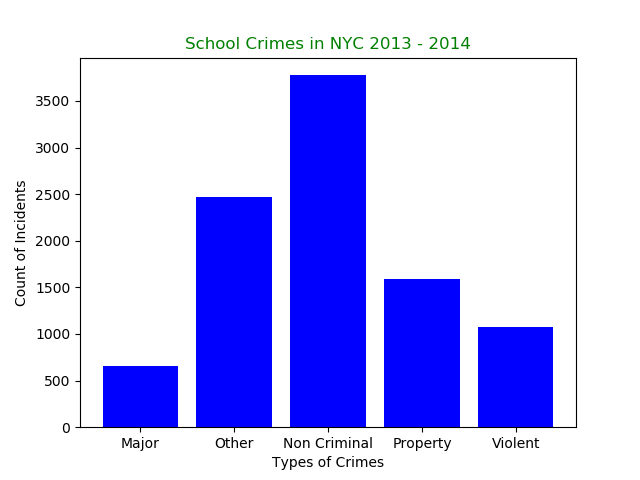 School Crimes in NYC 2013 - 2014
Count of Incidents
3500
3000
2500
2000
1500
1000
500
0
Major Other Non Criminal Property Violent
Types of Crimes